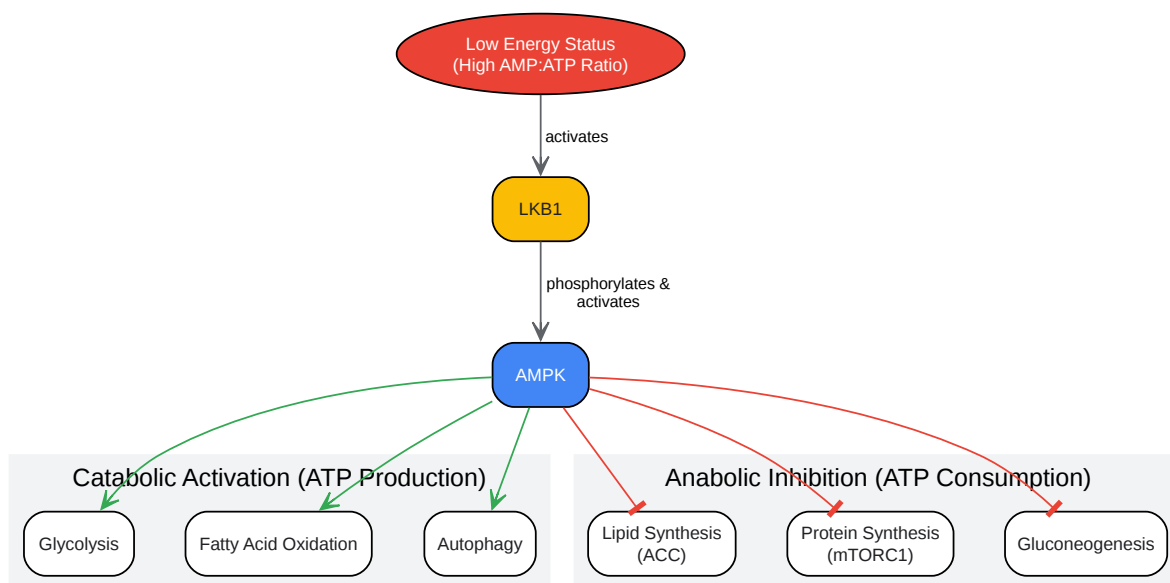 Low Energy Status
(High AMP:ATP Ratio)
activates
LKB1
phosphorylates &
activates
AMPK
Catabolic Activation (ATP Production)
Glycolysis
Fatty Acid Oxidation
Autophagy
Anabolic Inhibition (ATP Consumption)
Lipid Synthesis
(ACC)
Protein Synthesis
(mTORC1)
Gluconeogenesis